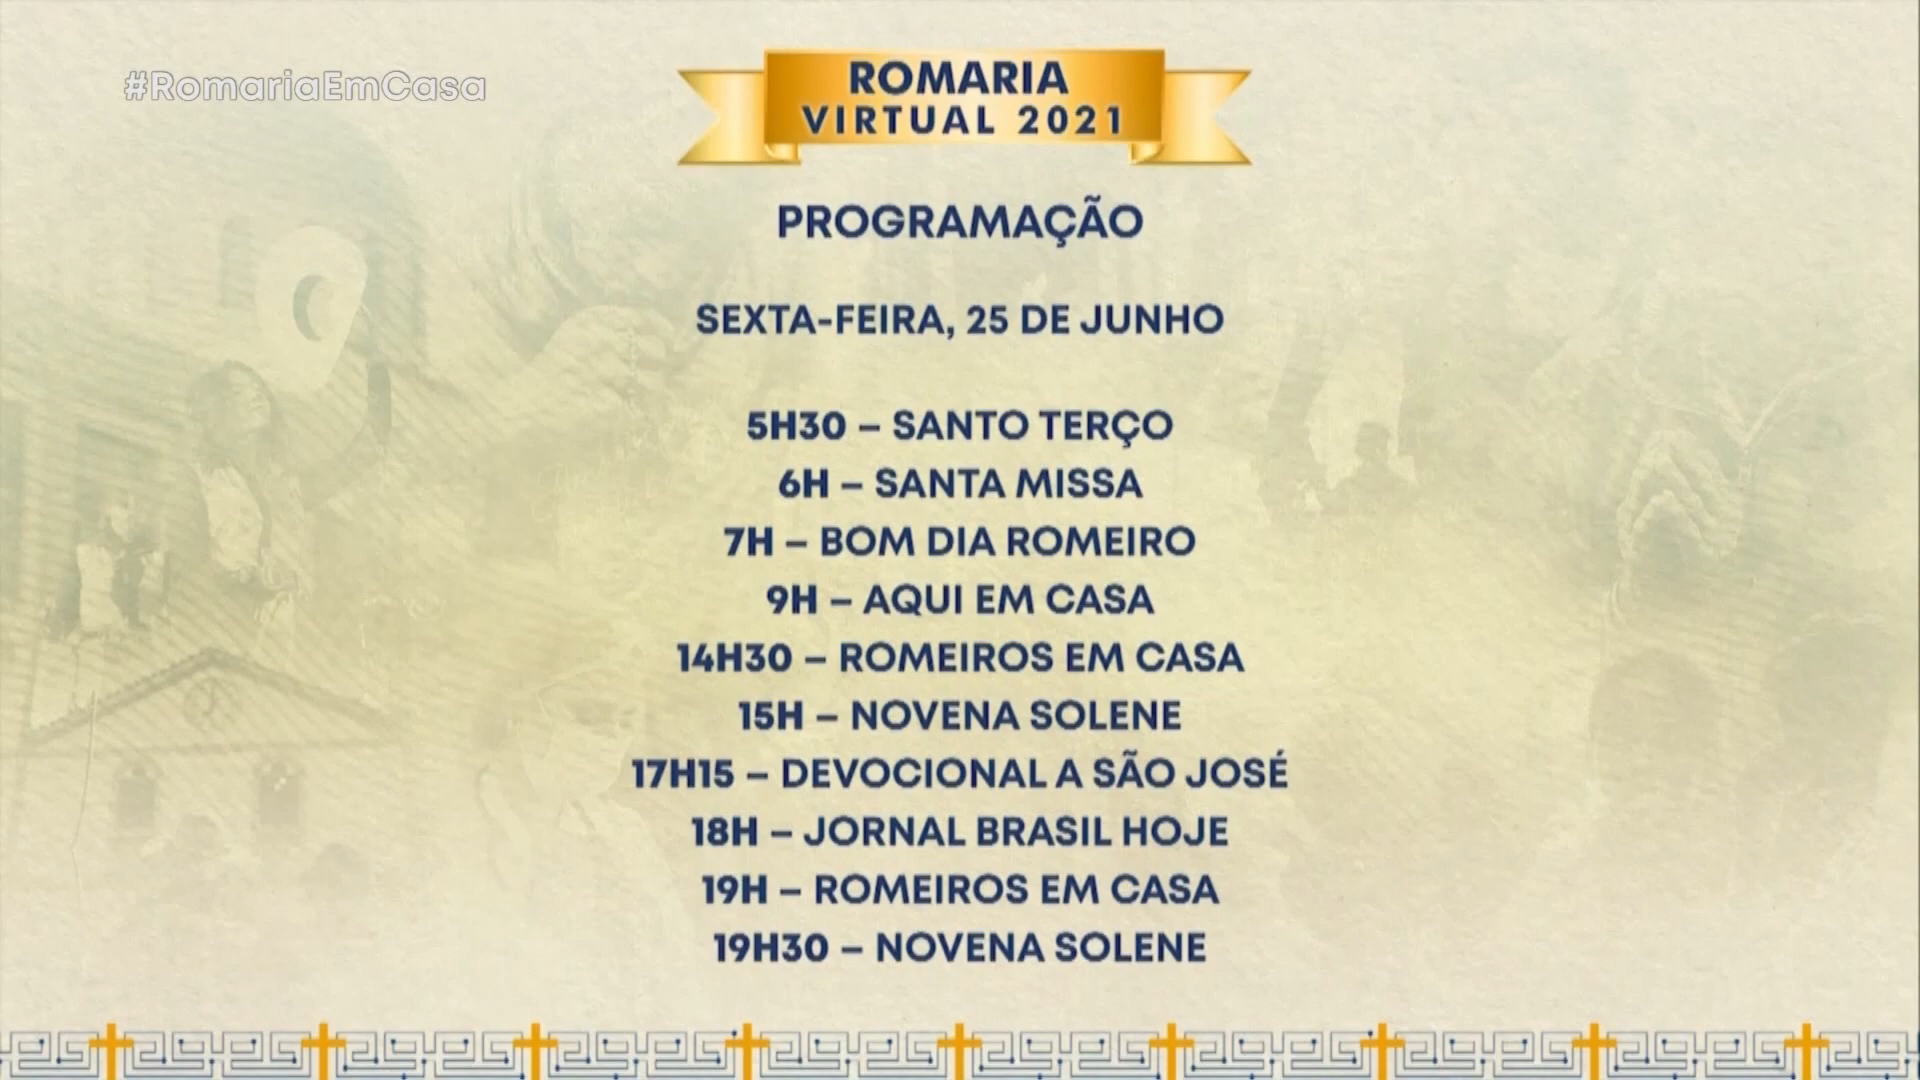 #RomariaEmCasa
ROMARIA
VIRTUAL 2021
PROGRAMAÇÃO
SEXTA-FEIRA, 25 DE JUNHO
5H30 – SANTO TERÇO
6H – SANTA MISSA
7H – BOM DIA ROMEIRO
9H – AQUI EM CASA
14H30 – ROMEIROS EM CASA
15H – NOVENA SOLENE
17H15 – DEVOCIONAL A SÃO JOSÉ
18H – JORNAL BRASIL HOJE
19H – ROMEIROS EM CASA
19H30 – NOVENA SOLENE